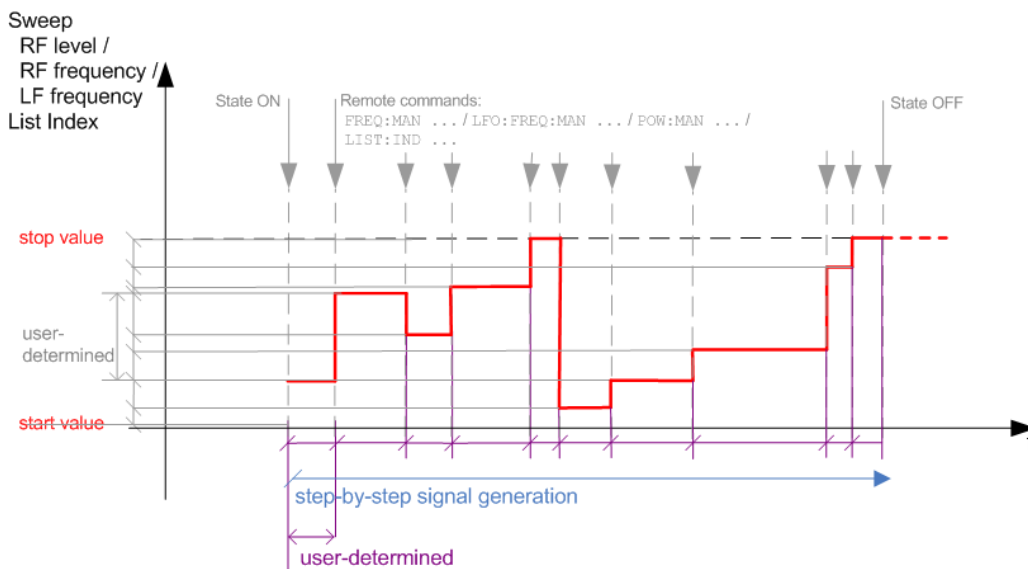 Sweep
RF level /
RF frequency /
LF frequency
List Index
State ON
Remote commands:
FREQ:MAN ... / LFO:FREQ:MAN ... / POW:MAN ... /
LIST:IND ...
State OFF
stop value
user-
determined
start value
step-by-step signal generation
user-determined